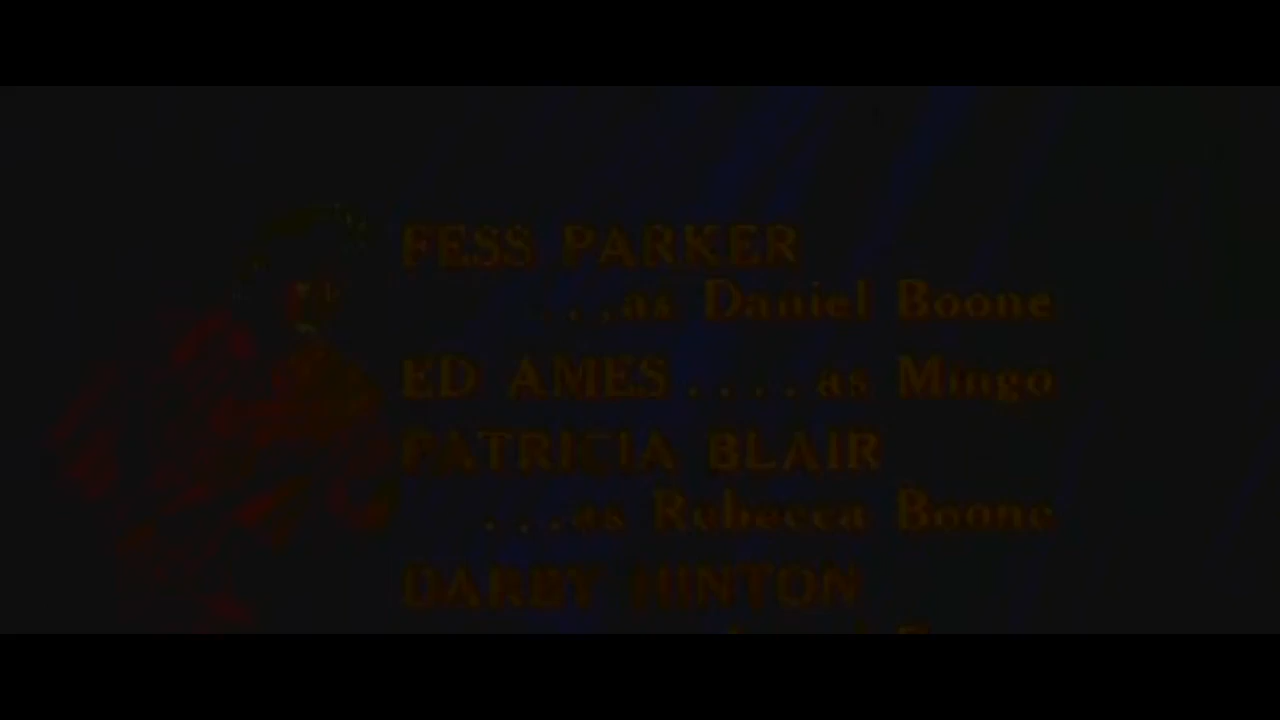 FESS PARKER
....as Daniel Boone
ED AMES....as Mingo
PATRICIA BLAIR
....as Rebecca Boone
DARBY HINTON